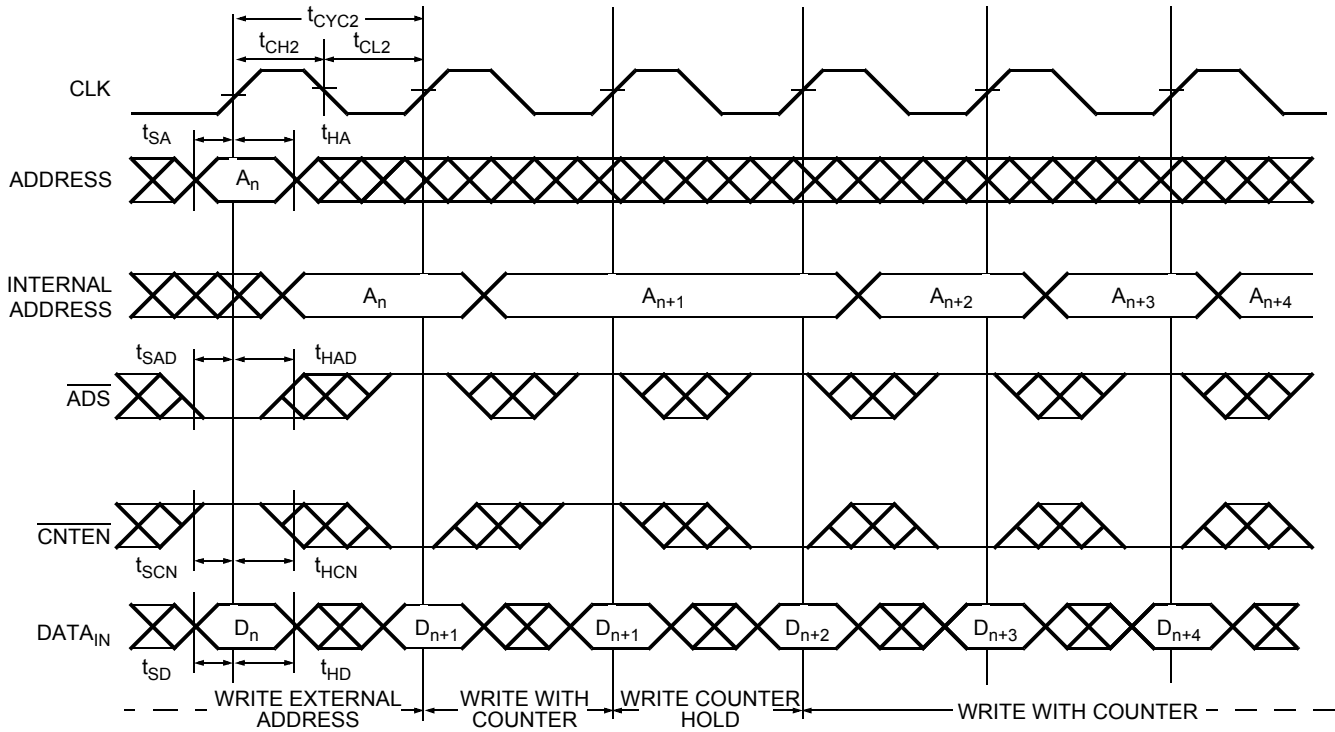 tCYC2
tCH2
tCL2
CLK
tSA
tHA
ADDRESS
An
INTERNAL
ADDRESS
An
An+1
An+2
An+3
An+4
tSAD
tHAD
ADS
CNTEN
tSCN
tHCN
DATAIN
Dn
Dn+1
Dn+1
Dn+2
Dn+3
Dn+4
tSD
tHD
WRITE EXTERNAL
ADDRESS
WRITE WITH
COUNTER
WRITE COUNTER
HOLD
WRITE WITH COUNTER